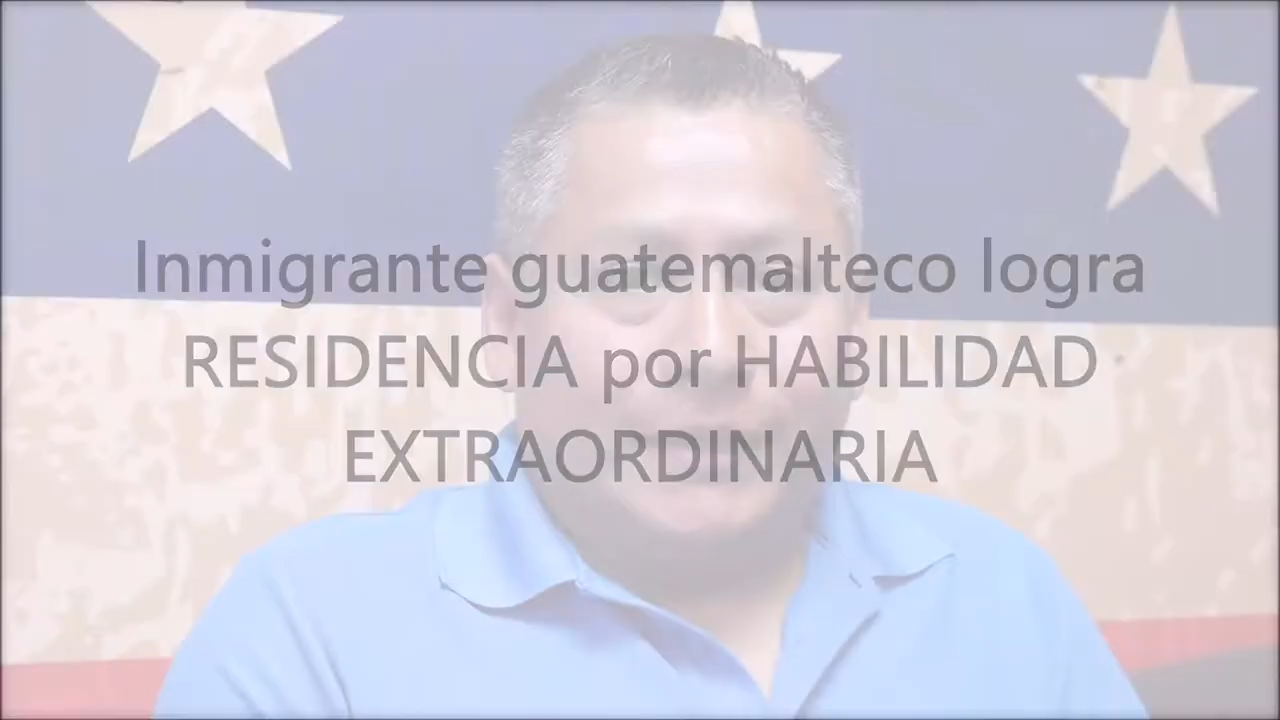 Inmigrante guatemalteco logra
RESIDENCIA por HABILIDAD
EXTRAORDINARIA